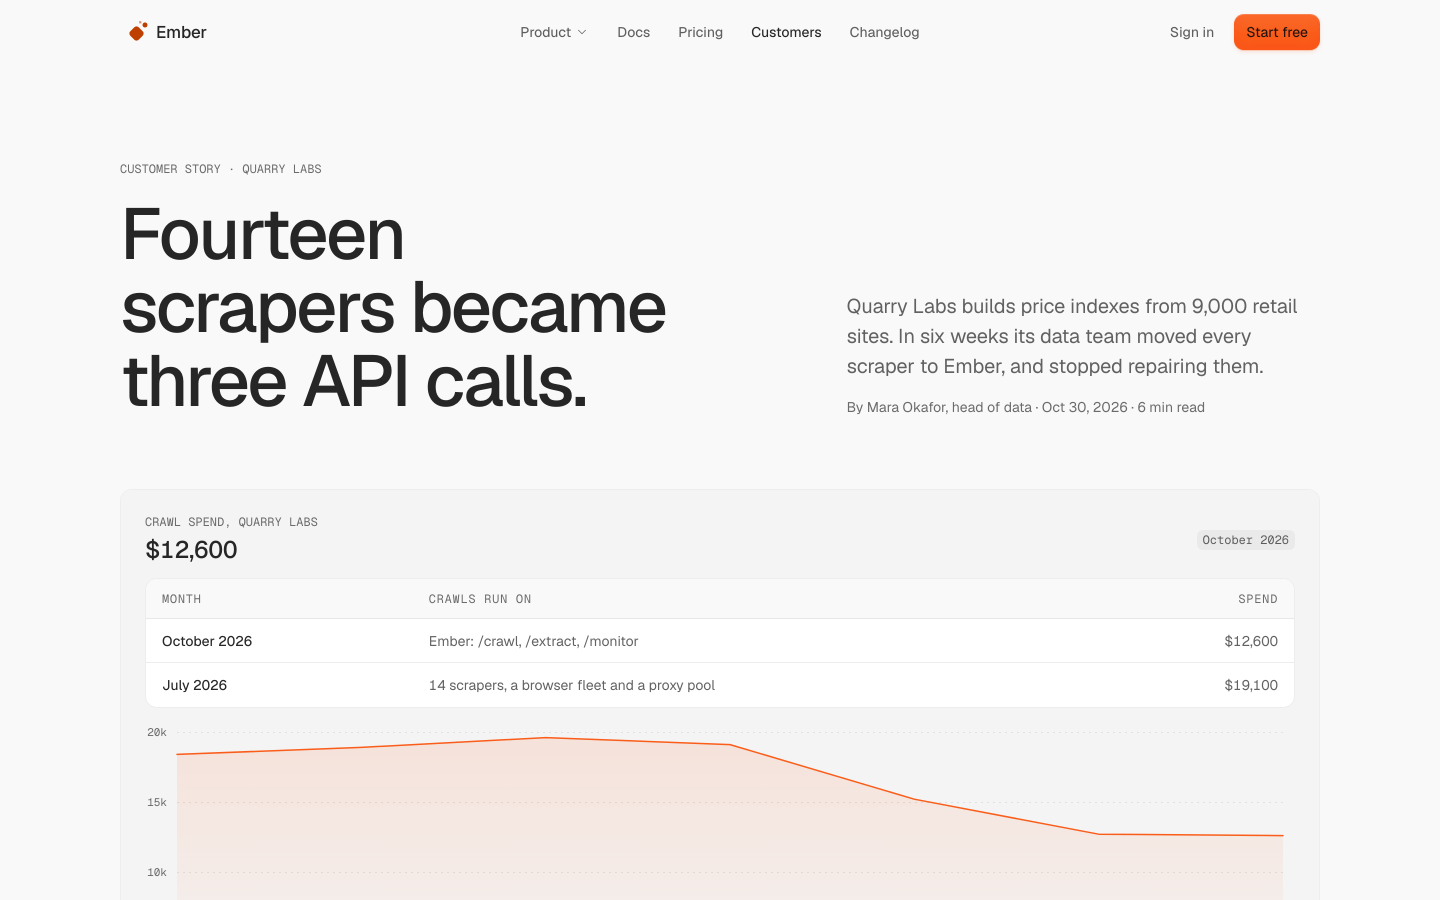 Ember
Product
Docs
Pricing
Customers
Changelog
Sign in
Start free
CUSTOMER STORY · QUARRY LABS
Fourteen
scrapers became
three API calls.
Quarry Labs builds price indexes from 9,000 retail
sites. In six weeks its data team moved every
scraper to Ember, and stopped repairing them.
By Mara Okafor, head of data · Oct 30, 2026 · 6 min read
CRAWL SPEND, QUARRY LABS
$12,600
October 2026
MONTH CRAWLS RUN ON SPEND
October 2026 Ember: /crawl, /extract, /monitor $12,600
July 2026 14 scrapers, a browser fleet and a proxy pool $19,100
20k
15k
10k